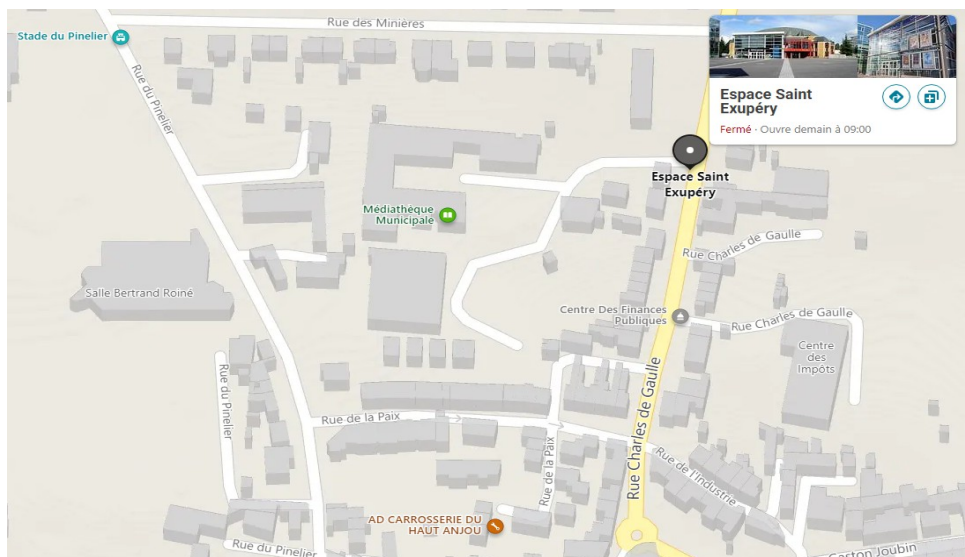 Rue des Minières
Stade du Pinelier
Rue du Pinelier
Espace Saint
Exupéry
Fermé · Ouvre demain à 09:00
Espace Saint
Exupéry
Médiathèque
Municipale
Rue Charles de Gaulle
Salle Bertrand Roiné
Centre Des Finances
Publiques
Rue Charles de Gaulle
Centre
des
Impôts
Rue du Pinelier
Rue Charles de Gaulle
Rue de la Paix
Rue de la Paix
Rue de l'Industrie
AD CARROSSERIE DU
HAUT ANJOU
Rue du Pinelier
Gaston Joubin